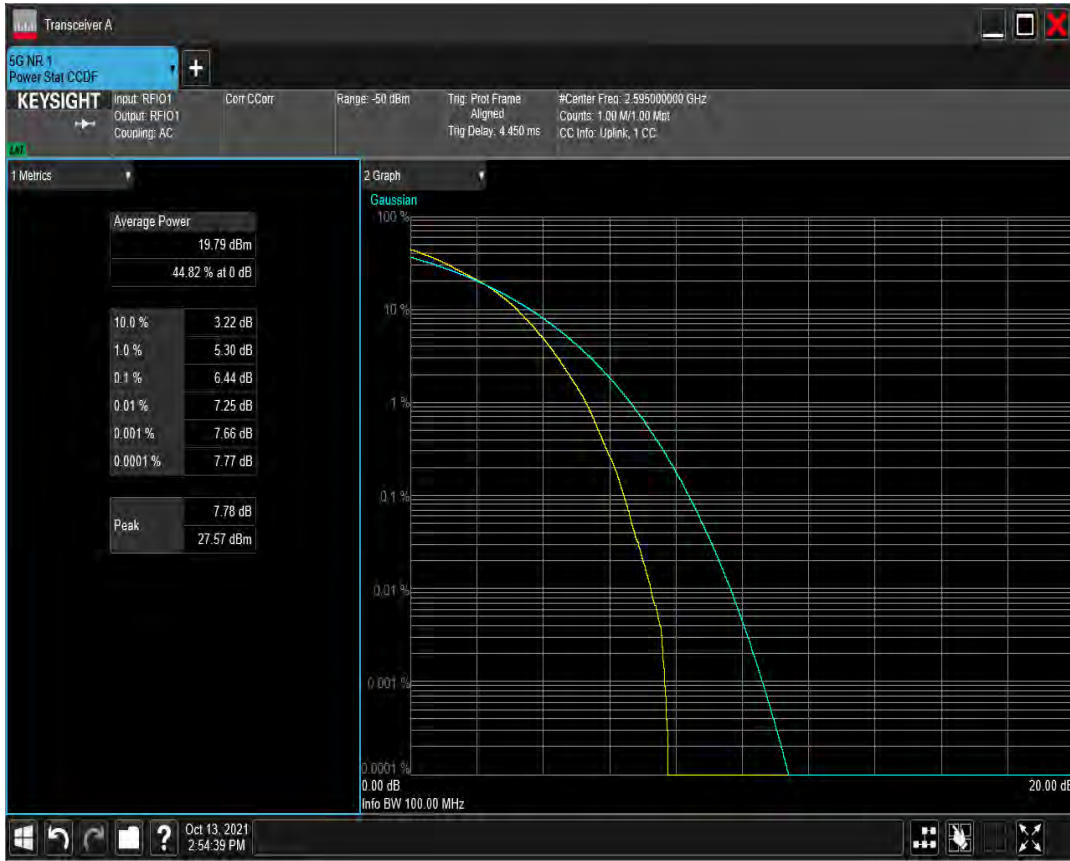 Transceiver A
5G NR 1
Power Stat CCDF
+
KEYSIGHT
Input: RFIO1
Output: RFIO1
Coupling: AC
Corr CCorr
Range: -50 dBm
Trig: Prot Frame
Aligned
Trig Delay: 4.450 ms
#Center Freq: 2.595000000 GHz
Counts: 1.00 M/1.00 Mpt
CC Info: Uplink, 1 CC
1 Metrics
Average Power
19.79 dBm
44.82 % at 0 dB
10.0 % 3.22 dB
1.0 % 5.30 dB
0.1 % 6.44 dB
0.01 % 7.25 dB
0.001 % 7.66 dB
0.0001 % 7.77 dB
Peak
7.78 dB
27.57 dBm
2 Graph
Gaussian
100 %
10 %
1 %
0.1 %
0.01 %
0.001 %
0.0001 %
0.00 dB 20.00 dB
Info BW 100.00 MHz
?
Oct 13, 2021
2:54:39 PM